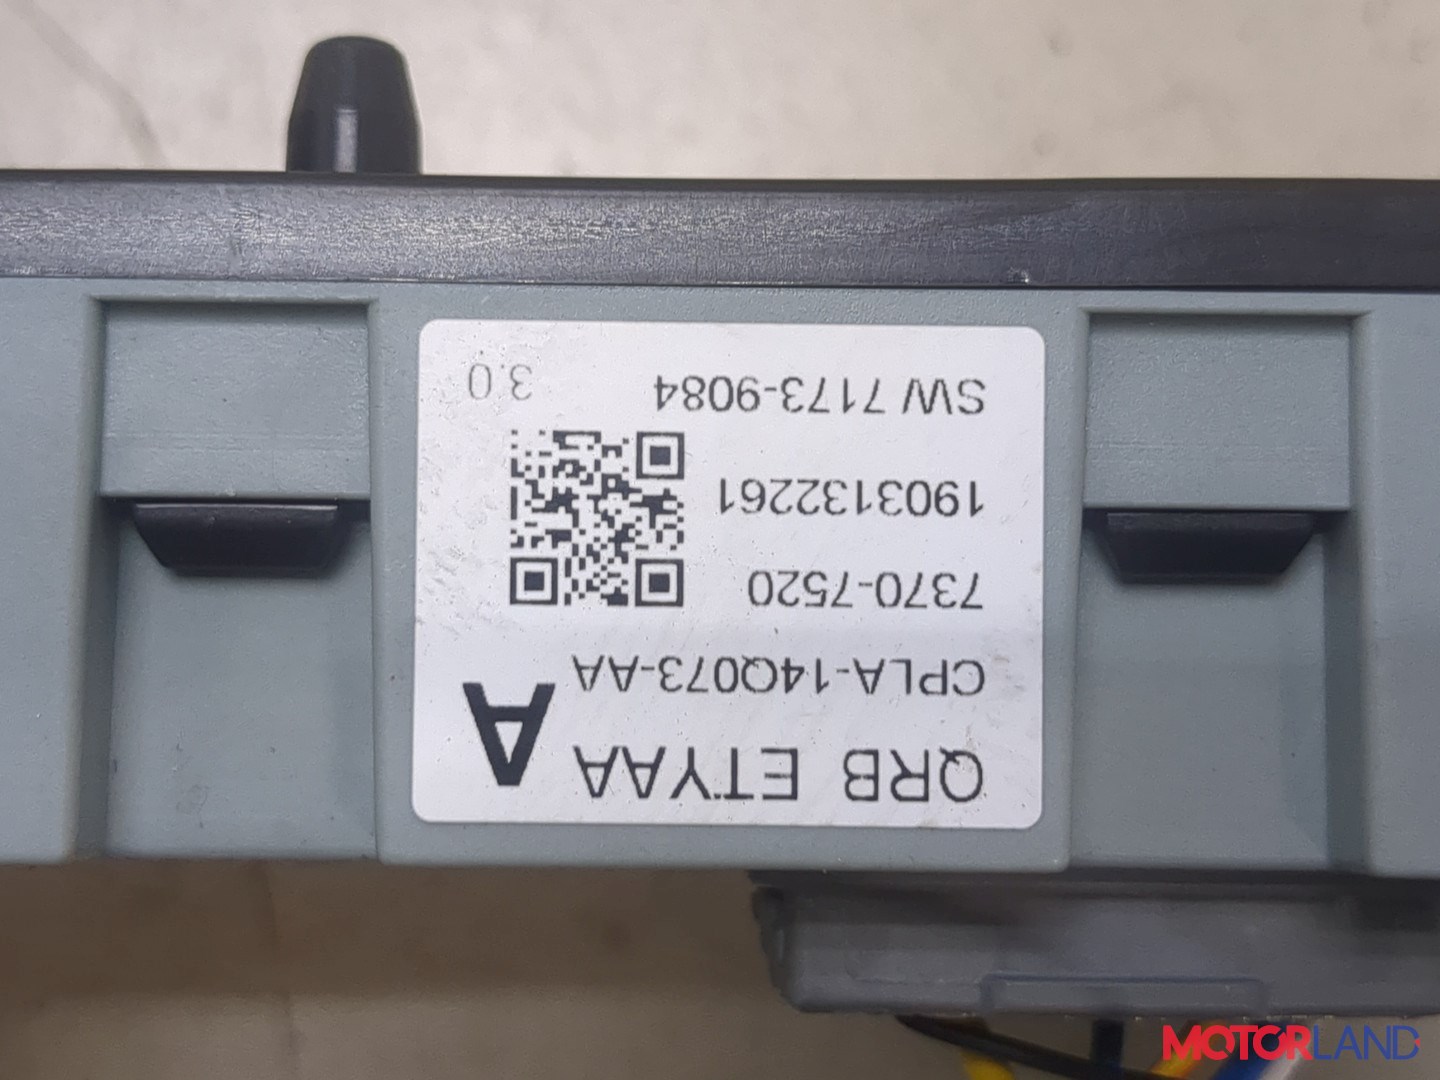 QRB ETYAA A
CPLA-14Q073-AA
7370-7520
1903132261
SW 7173-9084 3.0
MOTORLAND